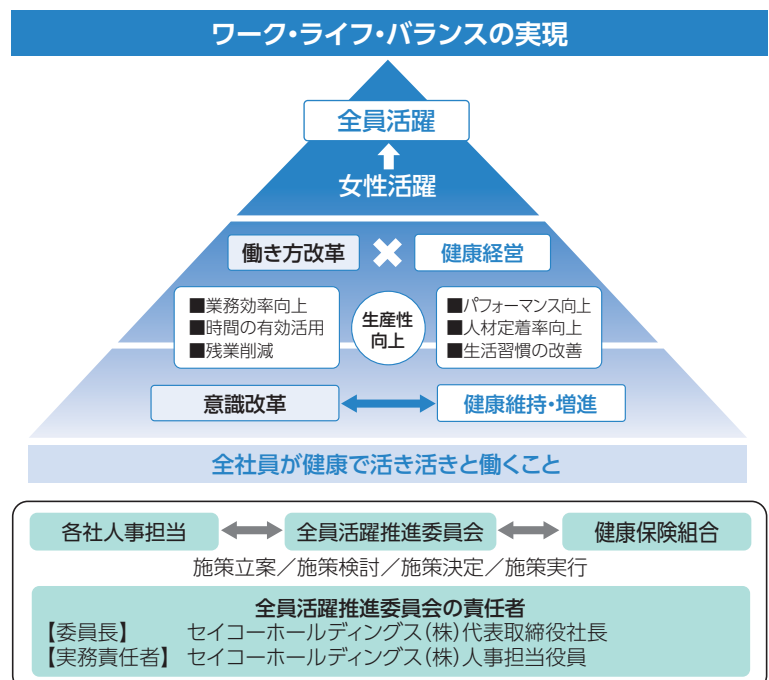 ワーク・ライフ・バランスの実現
全員活躍
女性活躍
働き方改革
健康経営
■業務効率向上
■時間の有効活用
■残業削減
生産性
向上
■パフォーマンス向上
■人材定着率向上
■生活習慣の改善
意識改革
健康維持・増進
全社員が健康で活き活きと働くこと
各社人事担当
全員活躍推進委員会
健康保険組合
施策立案／施策検討／施策決定／施策実行
全員活躍推進委員会の責任者
【委員長】 セイコーホールディングス(株)代表取締役社長
【実務責任者】 セイコーホールディングス(株)人事担当役員